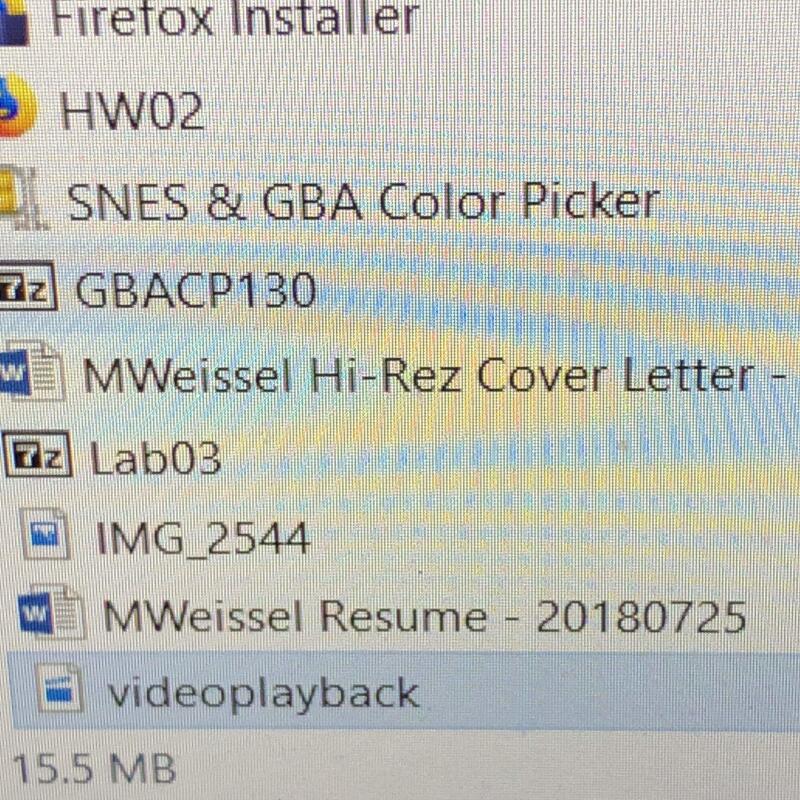 Firefox Installer
HW02
SNES & GBA Color Picker
7z GBACP130
W MWeissel Hi-Rez Cover Letter -
7z Lab03
IMG_2544
W MWeissel Resume - 20180725
videoplayback
15.5 MB